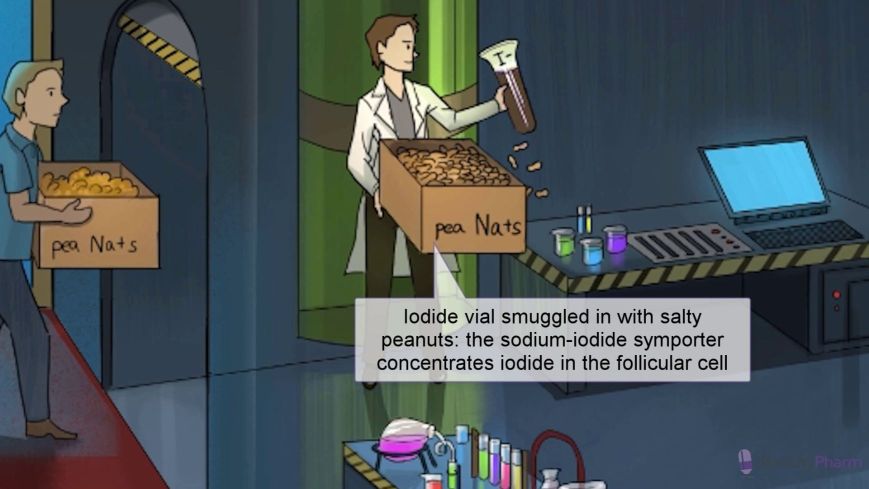 I-
pea Nats
pea Nats
Iodide vial smuggled in with salty
peanuts: the sodium-iodide symporter
concentrates iodide in the follicular cell
Pharm